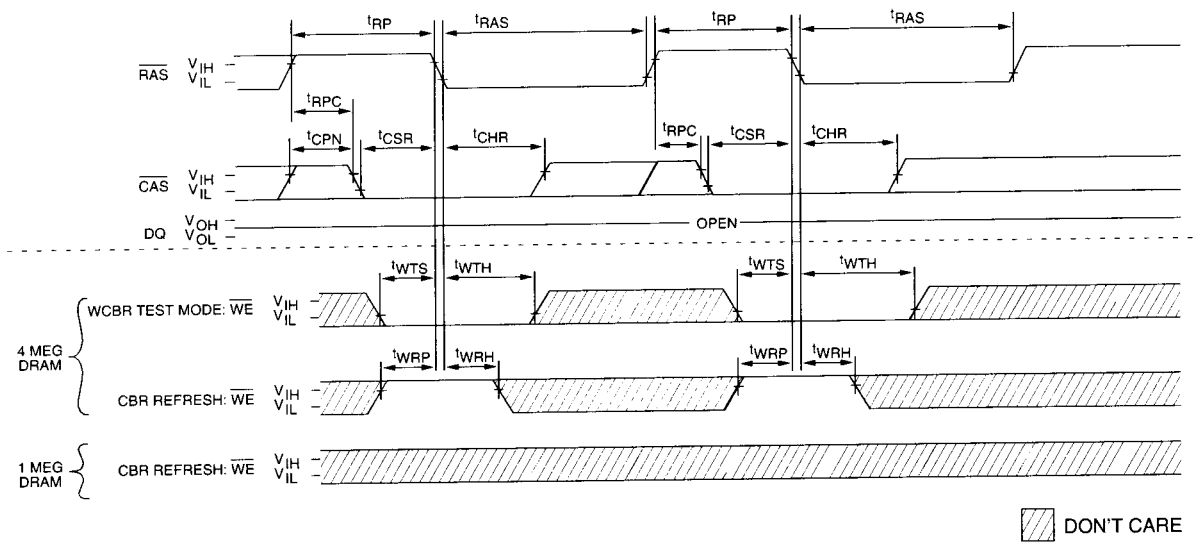 tRP tRAS tRP tRAS
RAS VIH
VIL
tRPC
tCPN tCSR tCHR tRPC tCSR tCHR
CAS VIH
VIL
DQ VOH
VOL
OPEN
tWTS tWTH tWTS tWTH
WCBR TEST MODE: WE VIH
VIL
4 MEG
DRAM
tWRP tWRH tWRP tWRH
CBR REFRESH: WE VIH
VIL
1 MEG
DRAM
CBR REFRESH: WE VIH
VIL
DON'T CARE